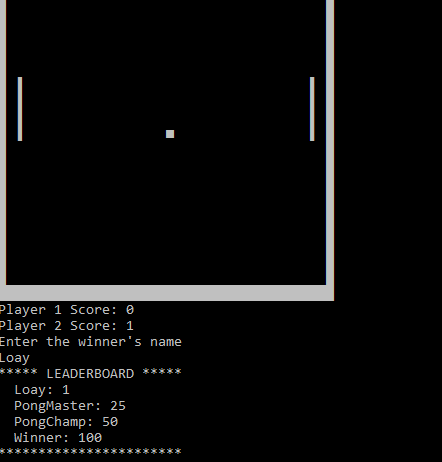 Player 1 Score: 0
Player 2 Score: 1
Enter the winner's name
Loay
***** LEADERBOARD *****
Loay: 1
PongMaster: 25
PongChamp: 50
Winner: 100
***********************